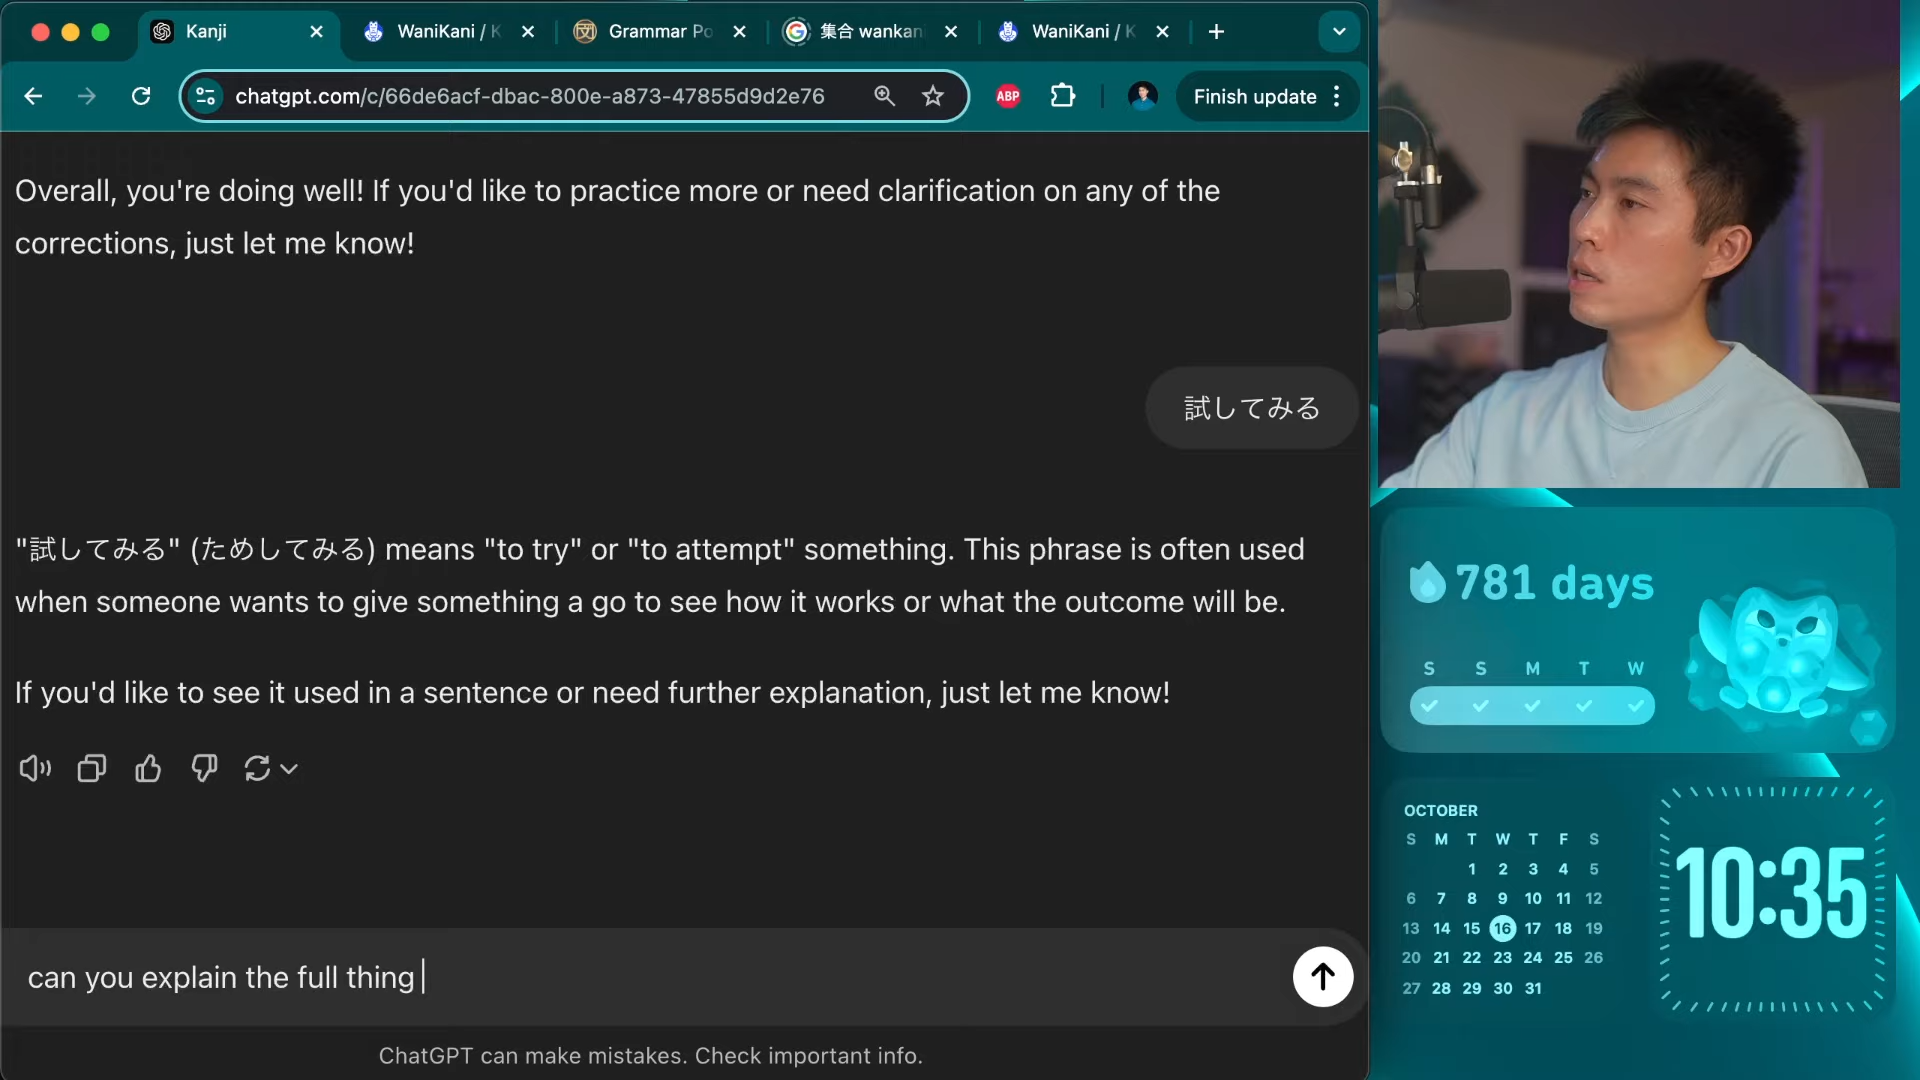 Kanji
WaniKani / K
Grammar Po
集合 wankan
WaniKani / K
chatgpt.com/c/66de6acf-dbac-800e-a873-47855d9d2e76
ABP
Finish update
Overall, you're doing well! If you'd like to practice more or need clarification on any of the
corrections, just let me know!
試してみる
"試してみる" (ためしてみる) means "to try" or "to attempt" something. This phrase is often used
when someone wants to give something a go to see how it works or what the outcome will be.
If you'd like to see it used in a sentence or need further explanation, just let me know!
can you explain the full thing
ChatGPT can make mistakes. Check important info.
781 days
S S M T W
OCTOBER
S M T W T F S
1 2 3 4 5
6 7 8 9 10 11 12
13 14 15 16 17 18 19
20 21 22 23 24 25 26
27 28 29 30 31
10:35